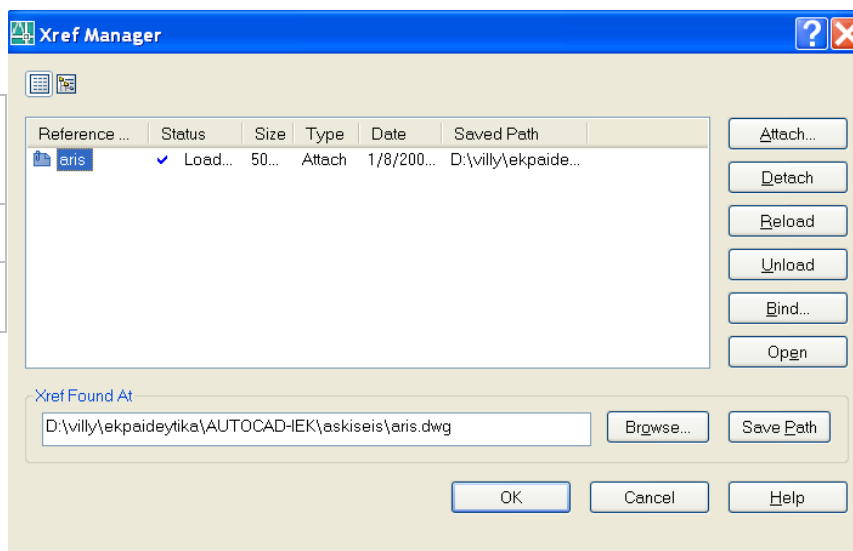 Xref Manager
Reference ... Status Size Type Date Saved Path
aris Load... 50... Attach 1/8/200... D:\villy\ekpaide...
Attach...
Detach
Reload
Unload
Bind...
Open
Xref Found At
D:\villy\ekpaideytika\AUTOCAD-IEK\askiseis\aris.dwg Browse... Save Path
OK Cancel Help